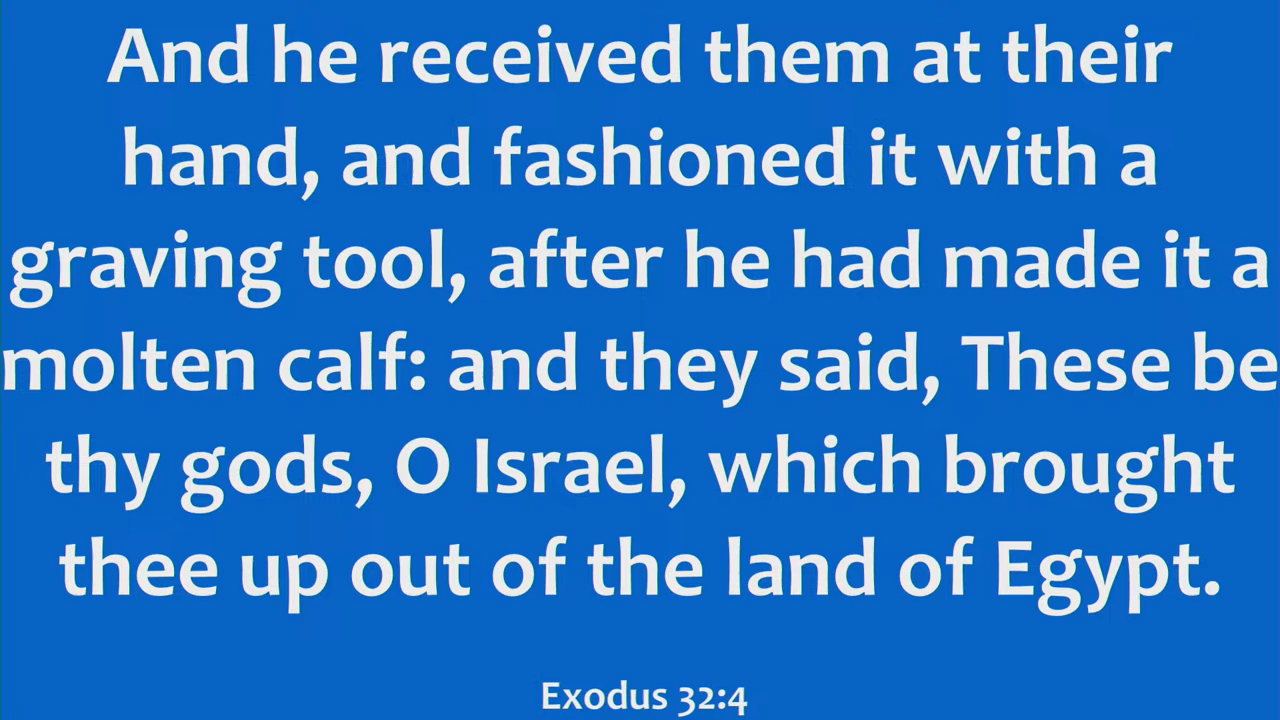 And he received them at their
hand, and fashioned it with a
graving tool, after he had made it a
molten calf: and they said, These be
thy gods, O Israel, which brought
thee up out of the land of Egypt.
Exodus 32:4